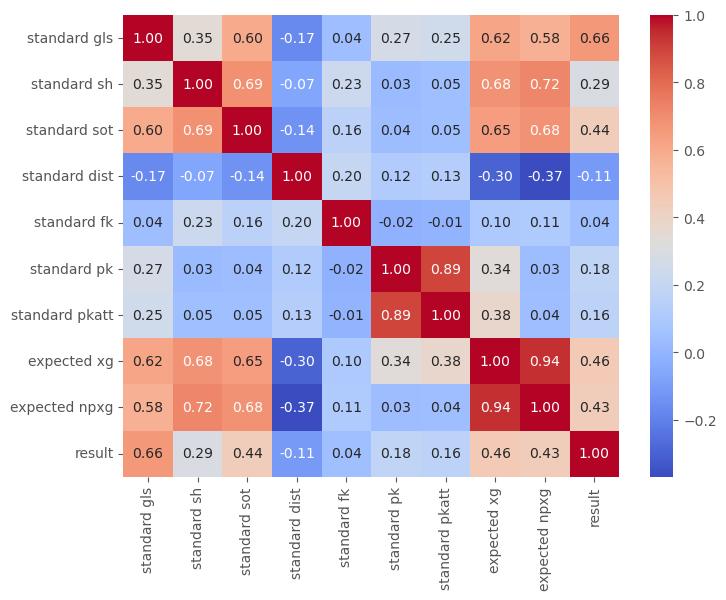 standard gls 1.00 0.35 0.60 -0.17 0.04 0.27 0.25 0.62 0.58 0.66
standard sh 0.35 1.00 0.69 -0.07 0.23 0.03 0.05 0.68 0.72 0.29
standard sot 0.60 0.69 1.00 -0.14 0.16 0.04 0.05 0.65 0.68 0.44
standard dist -0.17 -0.07 -0.14 1.00 0.20 0.12 0.13 -0.30 -0.37 -0.11
standard fk 0.04 0.23 0.16 0.20 1.00 -0.02 -0.01 0.10 0.11 0.04
standard pk 0.27 0.03 0.04 0.12 -0.02 1.00 0.89 0.34 0.03 0.18
standard pkatt 0.25 0.05 0.05 0.13 -0.01 0.89 1.00 0.38 0.04 0.16
expected xg 0.62 0.68 0.65 -0.30 0.10 0.34 0.38 1.00 0.94 0.46
expected npxg 0.58 0.72 0.68 -0.37 0.11 0.03 0.04 0.94 1.00 0.43
result 0.66 0.29 0.44 -0.11 0.04 0.18 0.16 0.46 0.43 1.00
standard gls
standard sh
standard sot
standard dist
standard fk
standard pk
standard pkatt
expected xg
expected npxg
result
1.0
0.8
0.6
0.4
0.2
0.0
−0.2